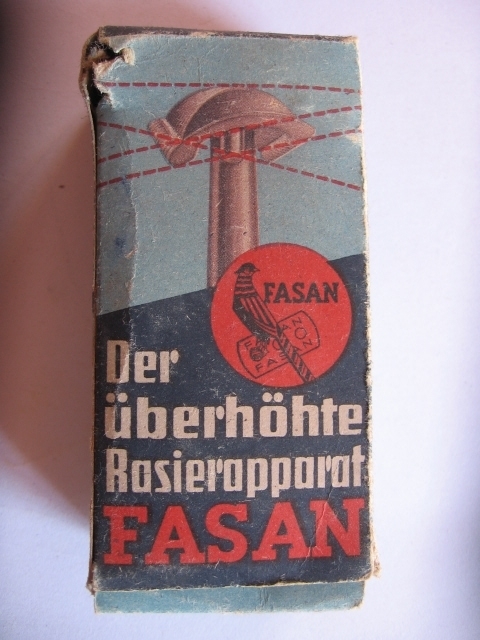 FASAN
Der
überhöhte
Rasierapparat
FASAN